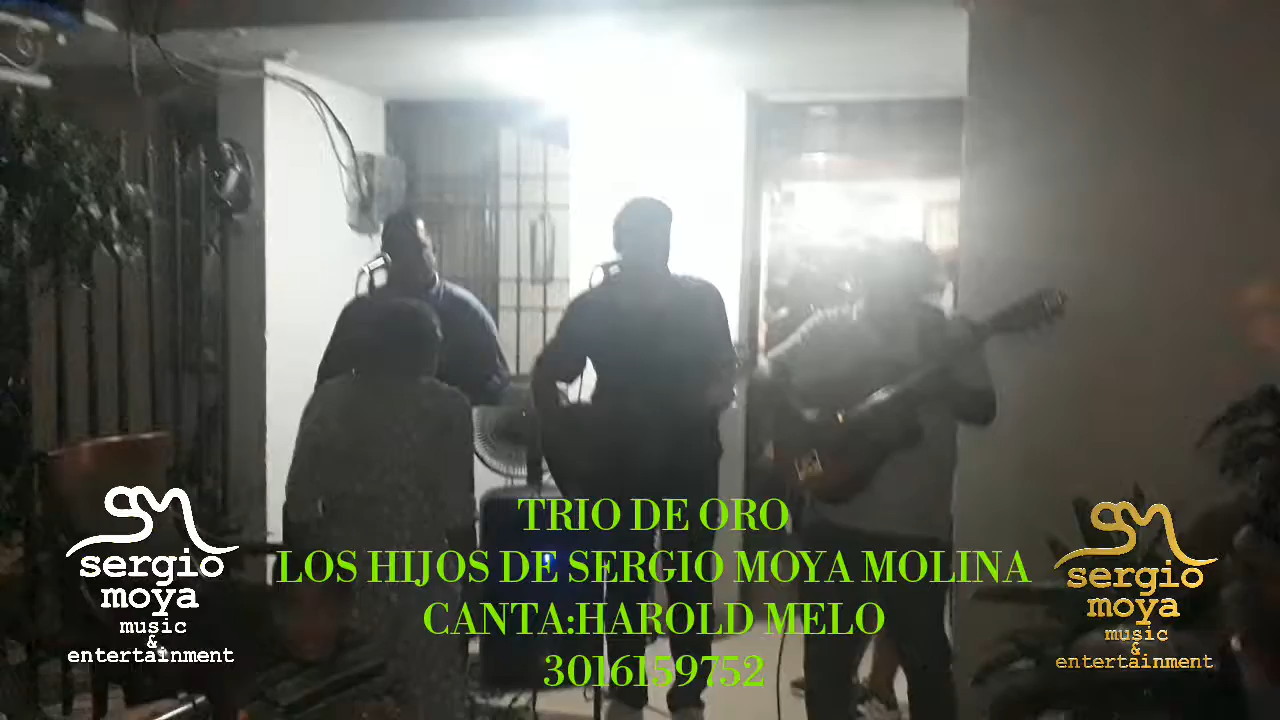 TRIO DE ORO
LOS HIJOS DE SERGIO MOYA MOLINA
CANTA:HAROLD MELO
3016159752
sergio
moya
music
&
entertainment
sergio
moya
music
&
entertainment